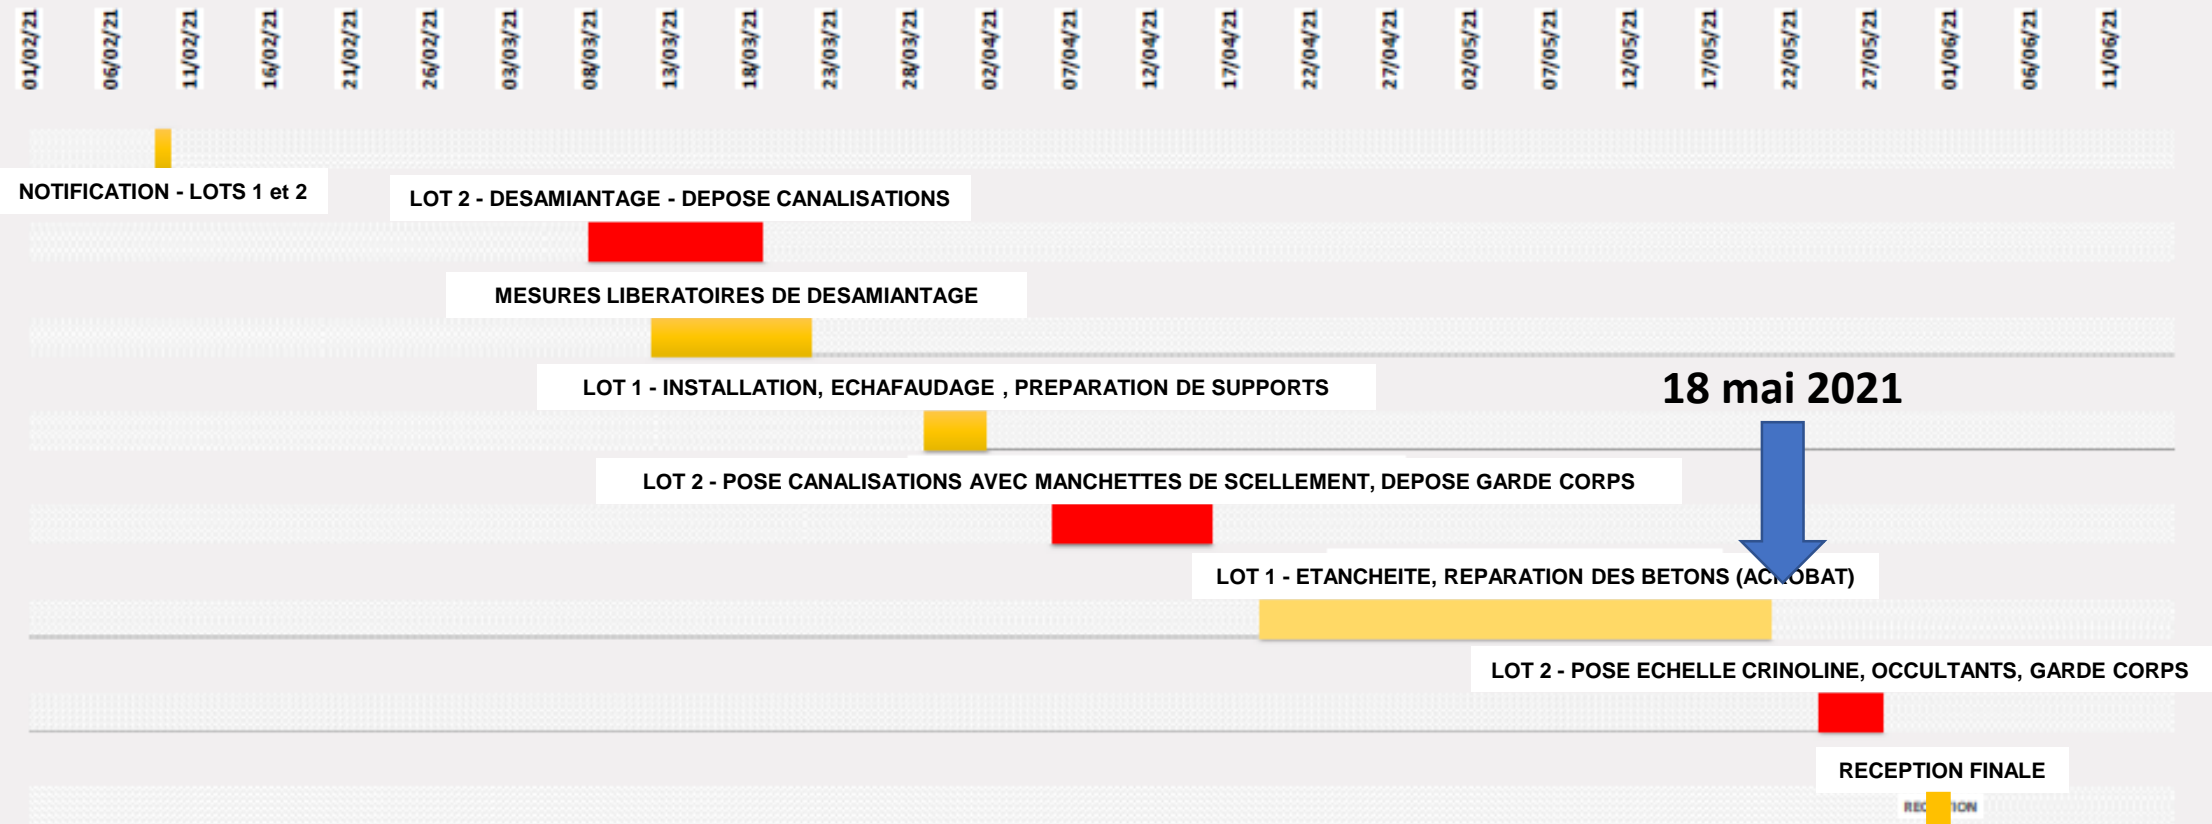 01/02/21 06/02/21 11/02/21 16/02/21 21/02/21 26/02/21 03/03/21 08/03/21 13/03/21 18/03/21 23/03/21 28/03/21 02/04/21 07/04/21 12/04/21 17/04/21 22/04/21 27/04/21 02/05/21 07/05/21 12/05/21 17/05/21 22/05/21 27/05/21 01/06/21 06/06/21 11/06/21
NOTIFICATION - LOTS 1 et 2
LOT 2 - DESAMIANTAGE - DEPOSE CANALISATIONS
MESURES LIBERATOIRES DE DESAMIANTAGE
LOT 1 - INSTALLATION, ECHAFAUDAGE , PREPARATION DE SUPPORTS
18 mai 2021
LOT 2 - POSE CANALISATIONS AVEC MANCHETTES DE SCELLEMENT, DEPOSE GARDE CORPS
LOT 1 - ETANCHEITE, REPARATION DES BETONS (ACROBAT)
LOT 2 - POSE ECHELLE CRINOLINE, OCCULTANTS, GARDE CORPS
RECEPTION FINALE